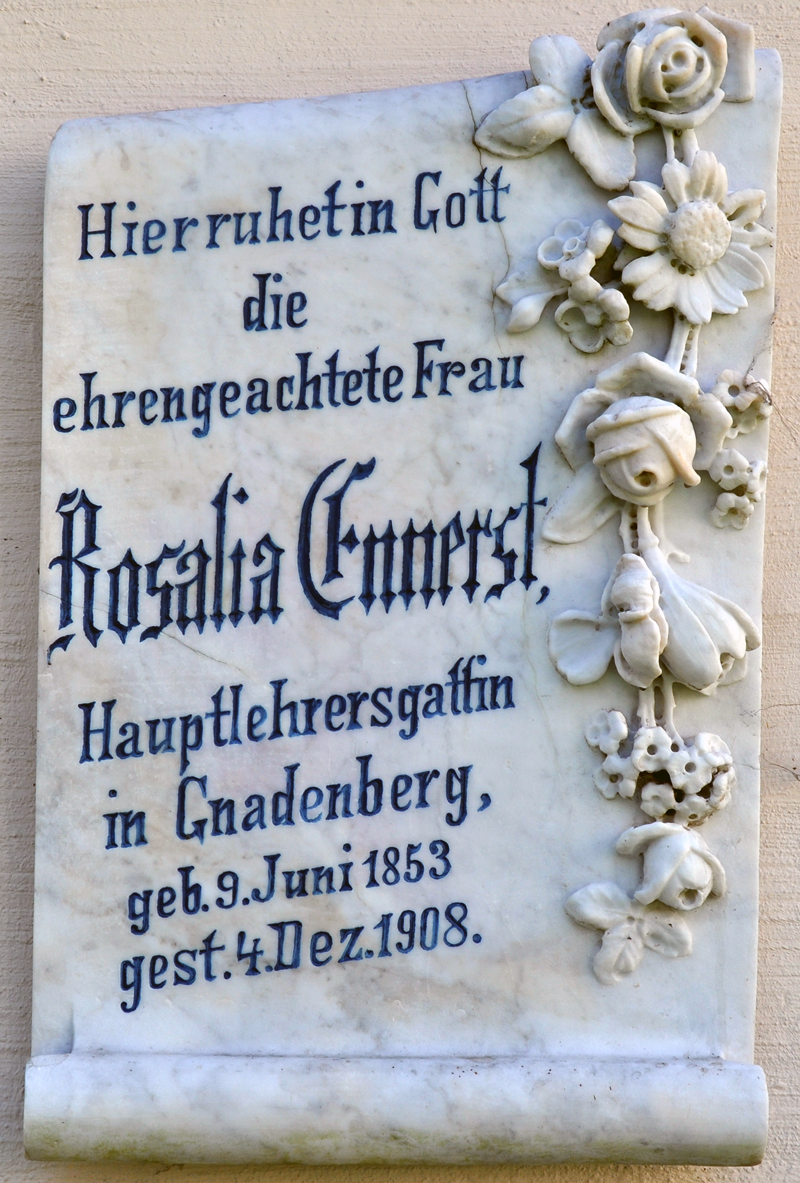 Hier ruhet in Gott
die
ehrengeachtete Frau
Rosalia Ennerst,
Hauptlehrersgattin
in Gnadenberg,
geb. 9. Juni 1853
gest. 4. Dez. 1908.